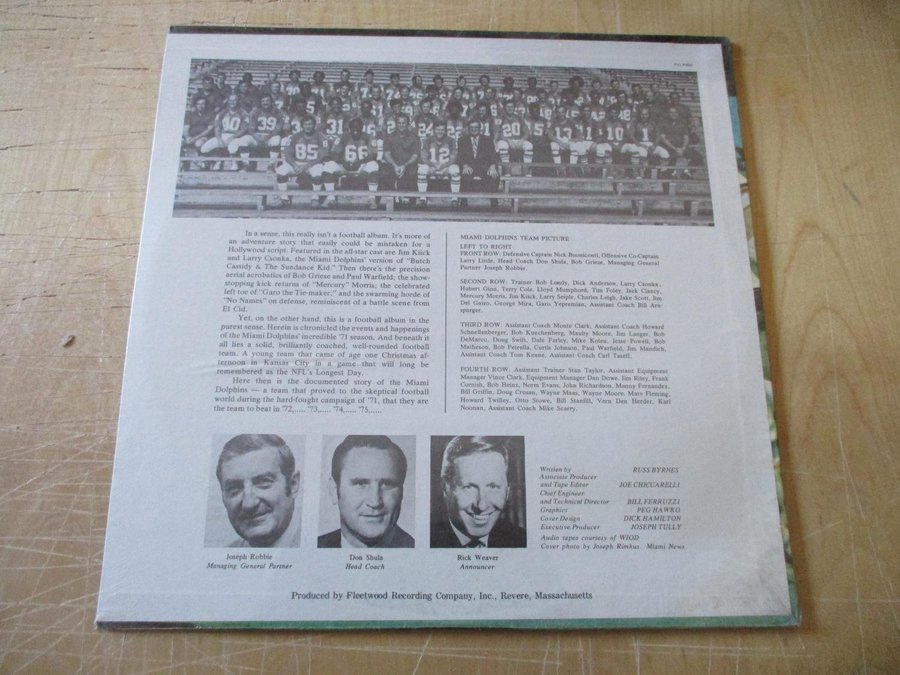 In a sense, this really isn't a football album. It's more of
an adventure story that easily could be mistaken for a
Hollywood script. Featured in the all-star cast are Jim Kiick
and Larry Csonka, the Miami Dolphins' version of "Butch
Cassidy & The Sundance Kid." Then there's the precision
aerial acrobatics of Bob Griese and Paul Warfield; the show-
stopping kick returns of "Mercury" Morris; the celebrated
left toe of "Garo the Tie-maker;" and the swarming horde of
"No Names" on defense, reminiscent of a battle scene from
El Cid.
Yet, on the other hand, this is a football album in the
purest sense. Herein is chronicled the events and happenings
of the Miami Dolphins' incredible '71 season. And beneath it
all lies a solid, brilliantly coached, well-rounded football
team. A young team that came of age one Christmas af-
ternoon in Kansas City in a game that will long be
remembered as the NFL's Longest Day.
Here then is the documented story of the Miami
Dolphins — a team that proved to the skeptical football
world during the hard-fought campaign of '71, that they are
the team to beat in '72,..... '73,..... '74,..... '75,.....
MIAMI DOLPHINS TEAM PICTURE
LEFT TO RIGHT
FRONT ROW: Defensive Captain Nick Buoniconti, Offensive Co-Captain
Larry Little, Head Coach Don Shula, Bob Griese, Managing General
Partner Joseph Robbie.
SECOND ROW: Trainer Bob Lundy, Dick Anderson, Larry Csonka,
Hubert Ginn, Terry Cole, Lloyd Mumphord, Tim Foley, Jack Clancy,
Mercury Morris, Jim Kiick, Larry Seiple, Charles Leigh, Jake Scott, Jim
Del Gaizo, George Mira, Garo Yepremian, Assistant Coach Bill Arn-
sparger.
THIRD ROW: Assistant Coach Monte Clark, Assistant Coach Howard
Schnellenberger, Bob Kuechenberg, Maulty Moore, Jim Langer, Bob
DeMarco, Doug Swift, Dale Farley, Mike Kolen, Jesse Powell, Bob
Matheson, Bob Petrella, Curtis Johnson, Paul Warfield, Jim Mandich,
Assistant Coach Tom Keane, Assistant Coach Carl Taseff.
FOURTH ROW: Assistant Trainer Stan Taylor, Assistant Equipment
Manager Vince Clark, Equipment Manager Dan Dowe, Jim Riley, Frank
Cornish, Bob Heinz, Norm Evans, John Richardson, Manny Fernandez,
Bill Griffin, Doug Crusan, Wayne Mass, Wayne Moore, Marv Fleming,
Howard Twilley, Otto Stowe, Bill Stanfill, Vern Den Herder, Karl
Noonan, Assistant Coach Mike Scarry.
Joseph Robbie
Managing General Partner
Don Shula
Head Coach
Rick Weaver
Announcer
Written by RUSS BYRNES
Associate Producer
and Tape Editor JOE CHICCARELLI
Chief Engineer
and Technical Director BILL FERRUZZI
Graphics PEG HAWKO
Cover Design DICK HAMILTON
Executive Producer JOSEPH TULLY
Audio tapes courtesy of WIOD
Cover photo by Joseph Rimkus. Miami News
Produced by Fleetwood Recording Company, Inc., Revere, Massachusetts